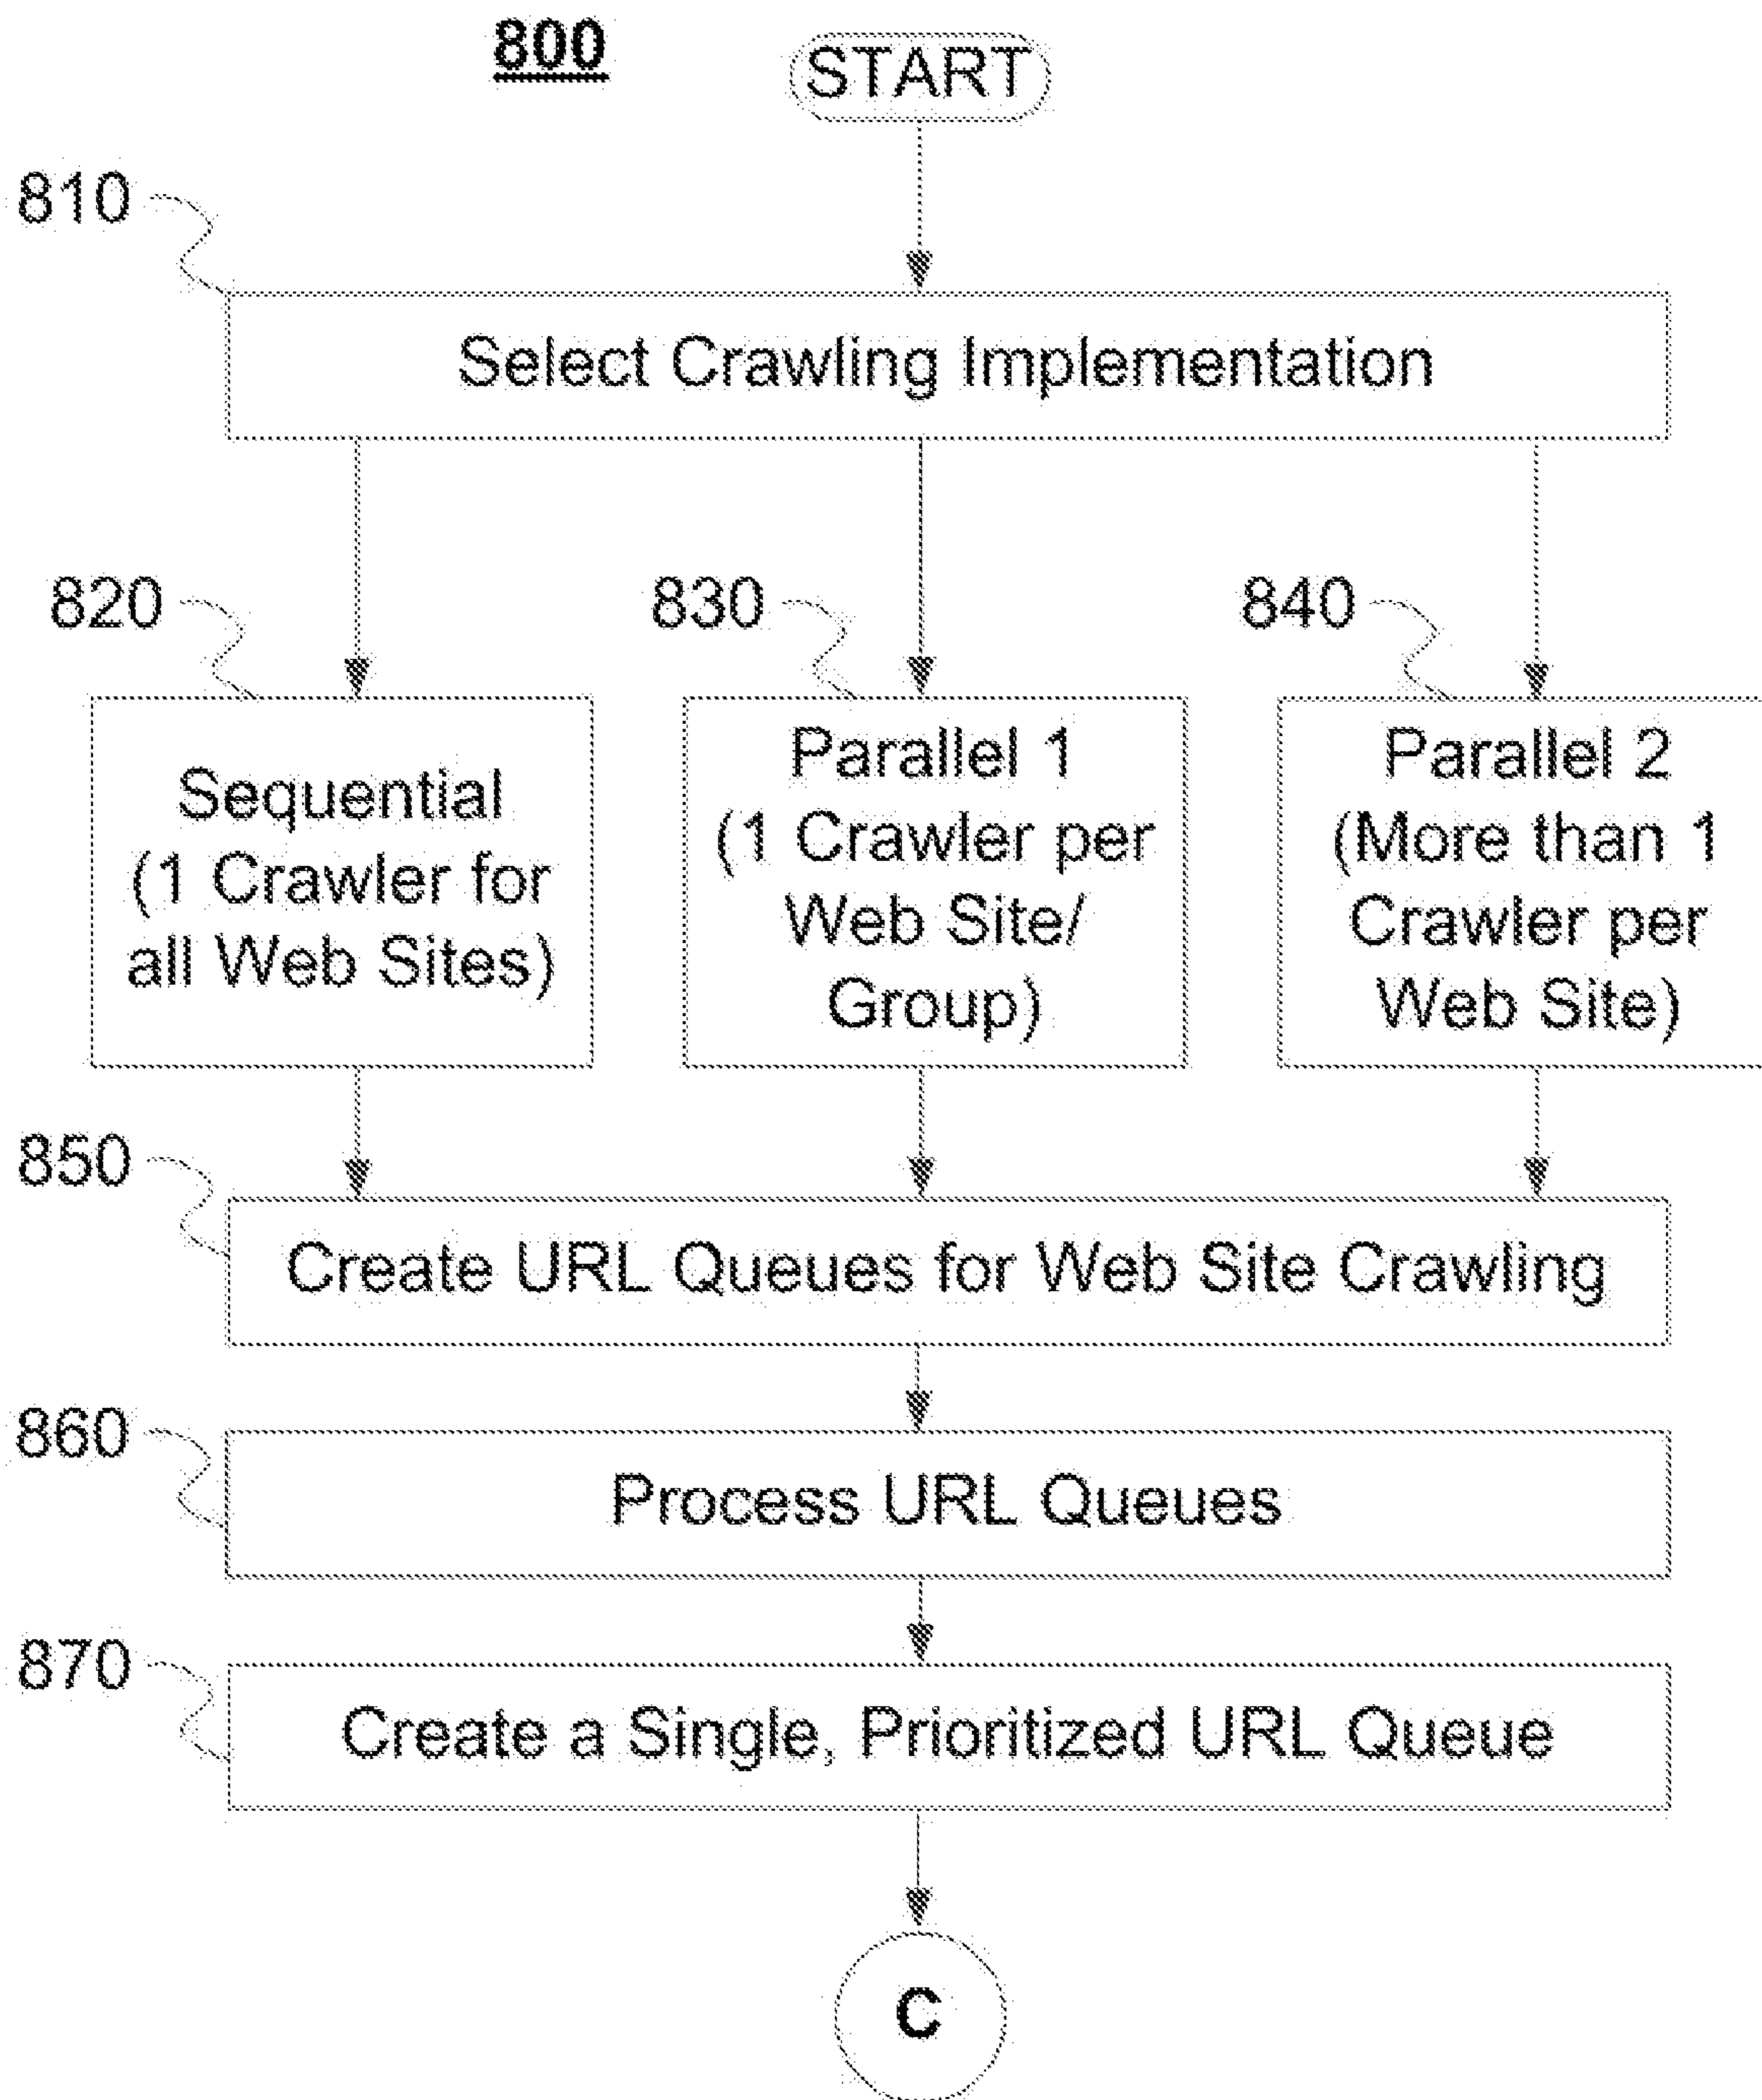 800
START
810
Select Crawling Implementation
820
830
840
Sequential
(1 Crawler for
all Web Sites)
Parallel 1
(1 Crawler per
Web Site/
Group)
Parallel 2
(More than 1
Crawler per
Web Site)
850
Create URL Queues for Web Site Crawling
860
Process URL Queues
870
Create a Single, Prioritized URL Queue
C